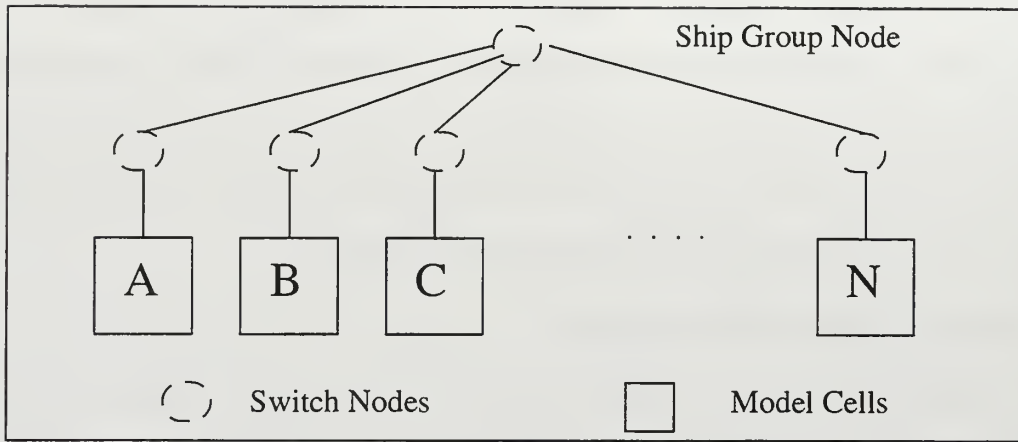 Ship Group Node
A B C . . . . N
Switch Nodes Model Cells